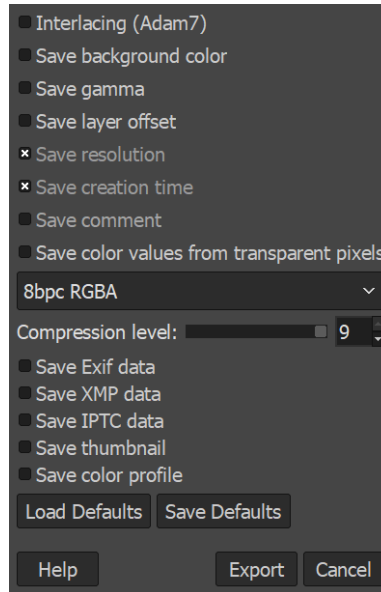 Interlacing (Adam7)
Save background color
Save gamma
Save layer offset
Save resolution
Save creation time
Save comment
Save color values from transparent pixels
8bpc RGBA
Compression level: 9
Save Exif data
Save XMP data
Save IPTC data
Save thumbnail
Save color profile
Load Defaults Save Defaults
Help Export Cancel